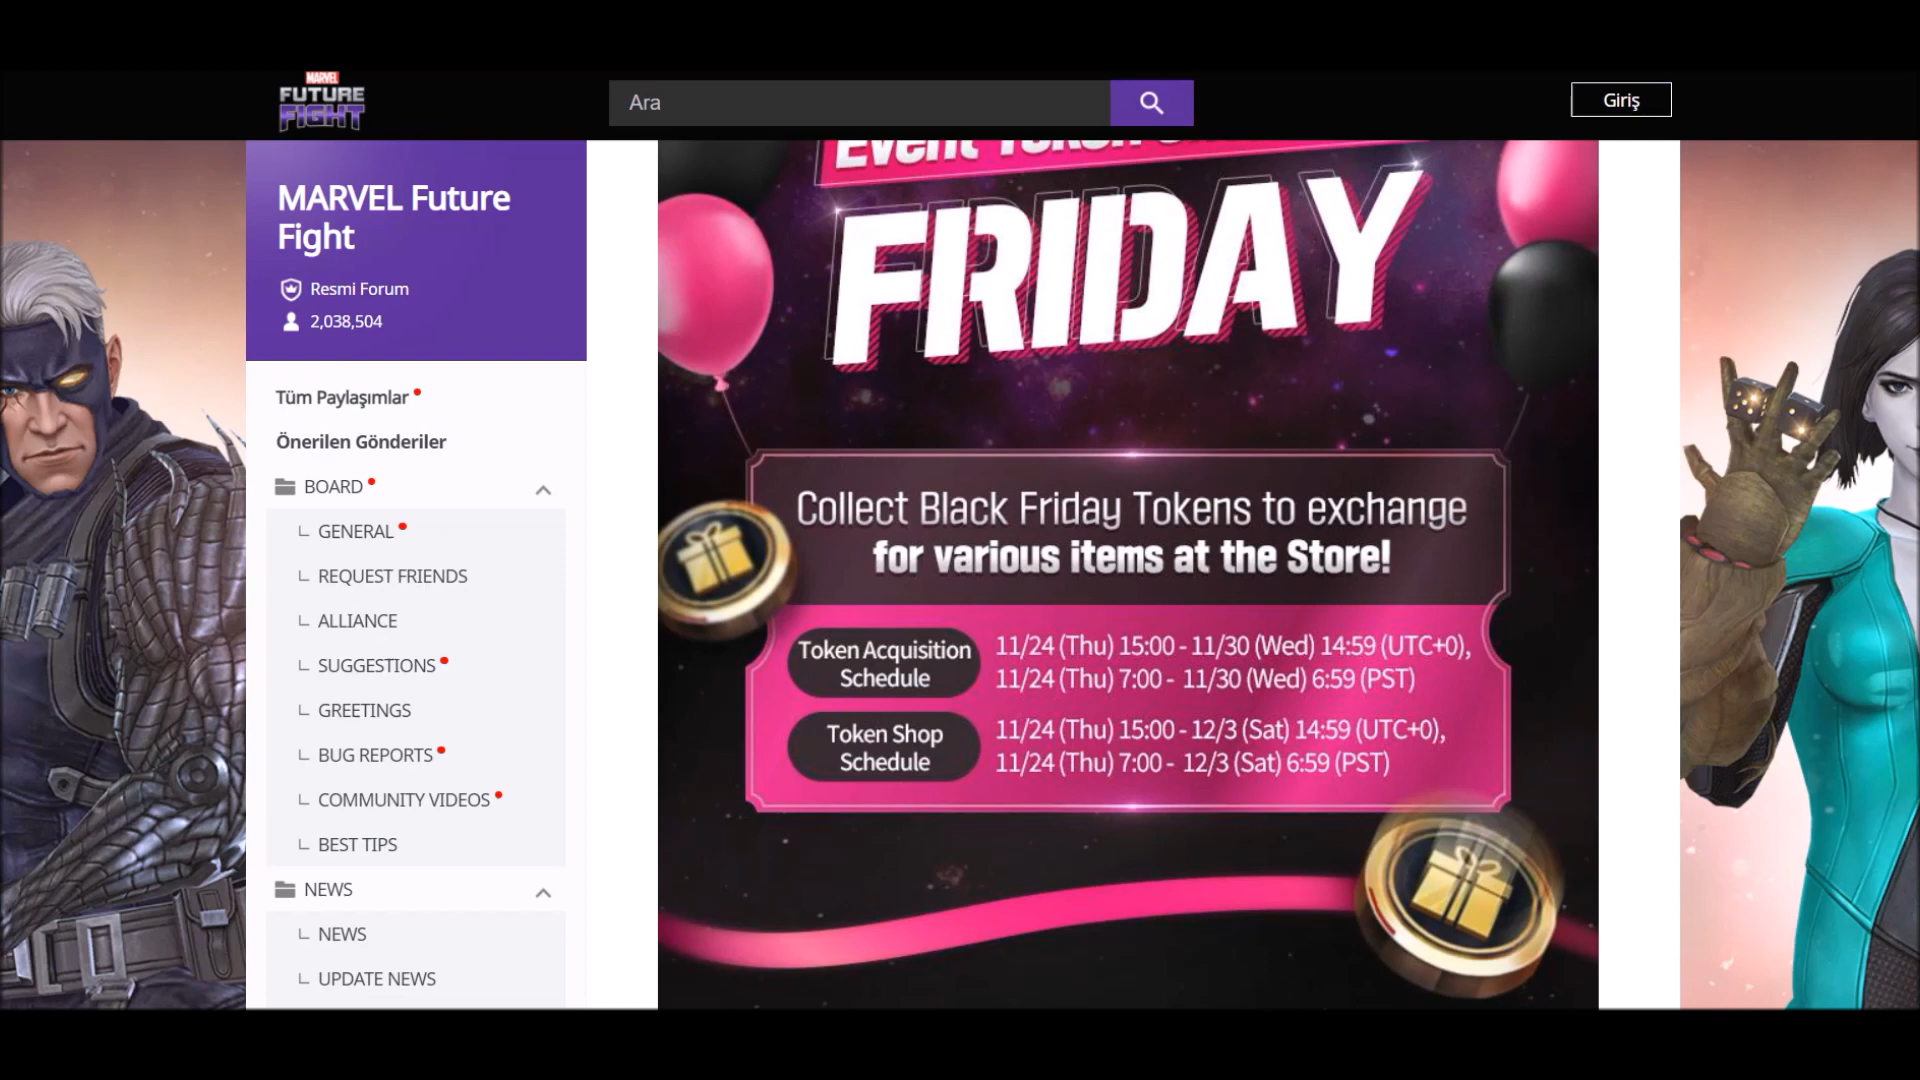 MARVEL
FUTURE
FIGHT
Ara
Giriş
MARVEL Future
Fight
Resmi Forum
2,038,504
Tüm Paylaşımlar
Önerilen Gönderiler
BOARD
GENERAL
REQUEST FRIENDS
ALLIANCE
SUGGESTIONS
GREETINGS
BUG REPORTS
COMMUNITY VIDEOS
BEST TIPS
NEWS
NEWS
UPDATE NEWS
Event Token
FRIDAY
Collect Black Friday Tokens to exchange
for various items at the Store!
Token Acquisition
Schedule
11/24 (Thu) 15:00 - 11/30 (Wed) 14:59 (UTC+0),
11/24 (Thu) 7:00 - 11/30 (Wed) 6:59 (PST)
Token Shop
Schedule
11/24 (Thu) 15:00 - 12/3 (Sat) 14:59 (UTC+0),
11/24 (Thu) 7:00 - 12/3 (Sat) 6:59 (PST)